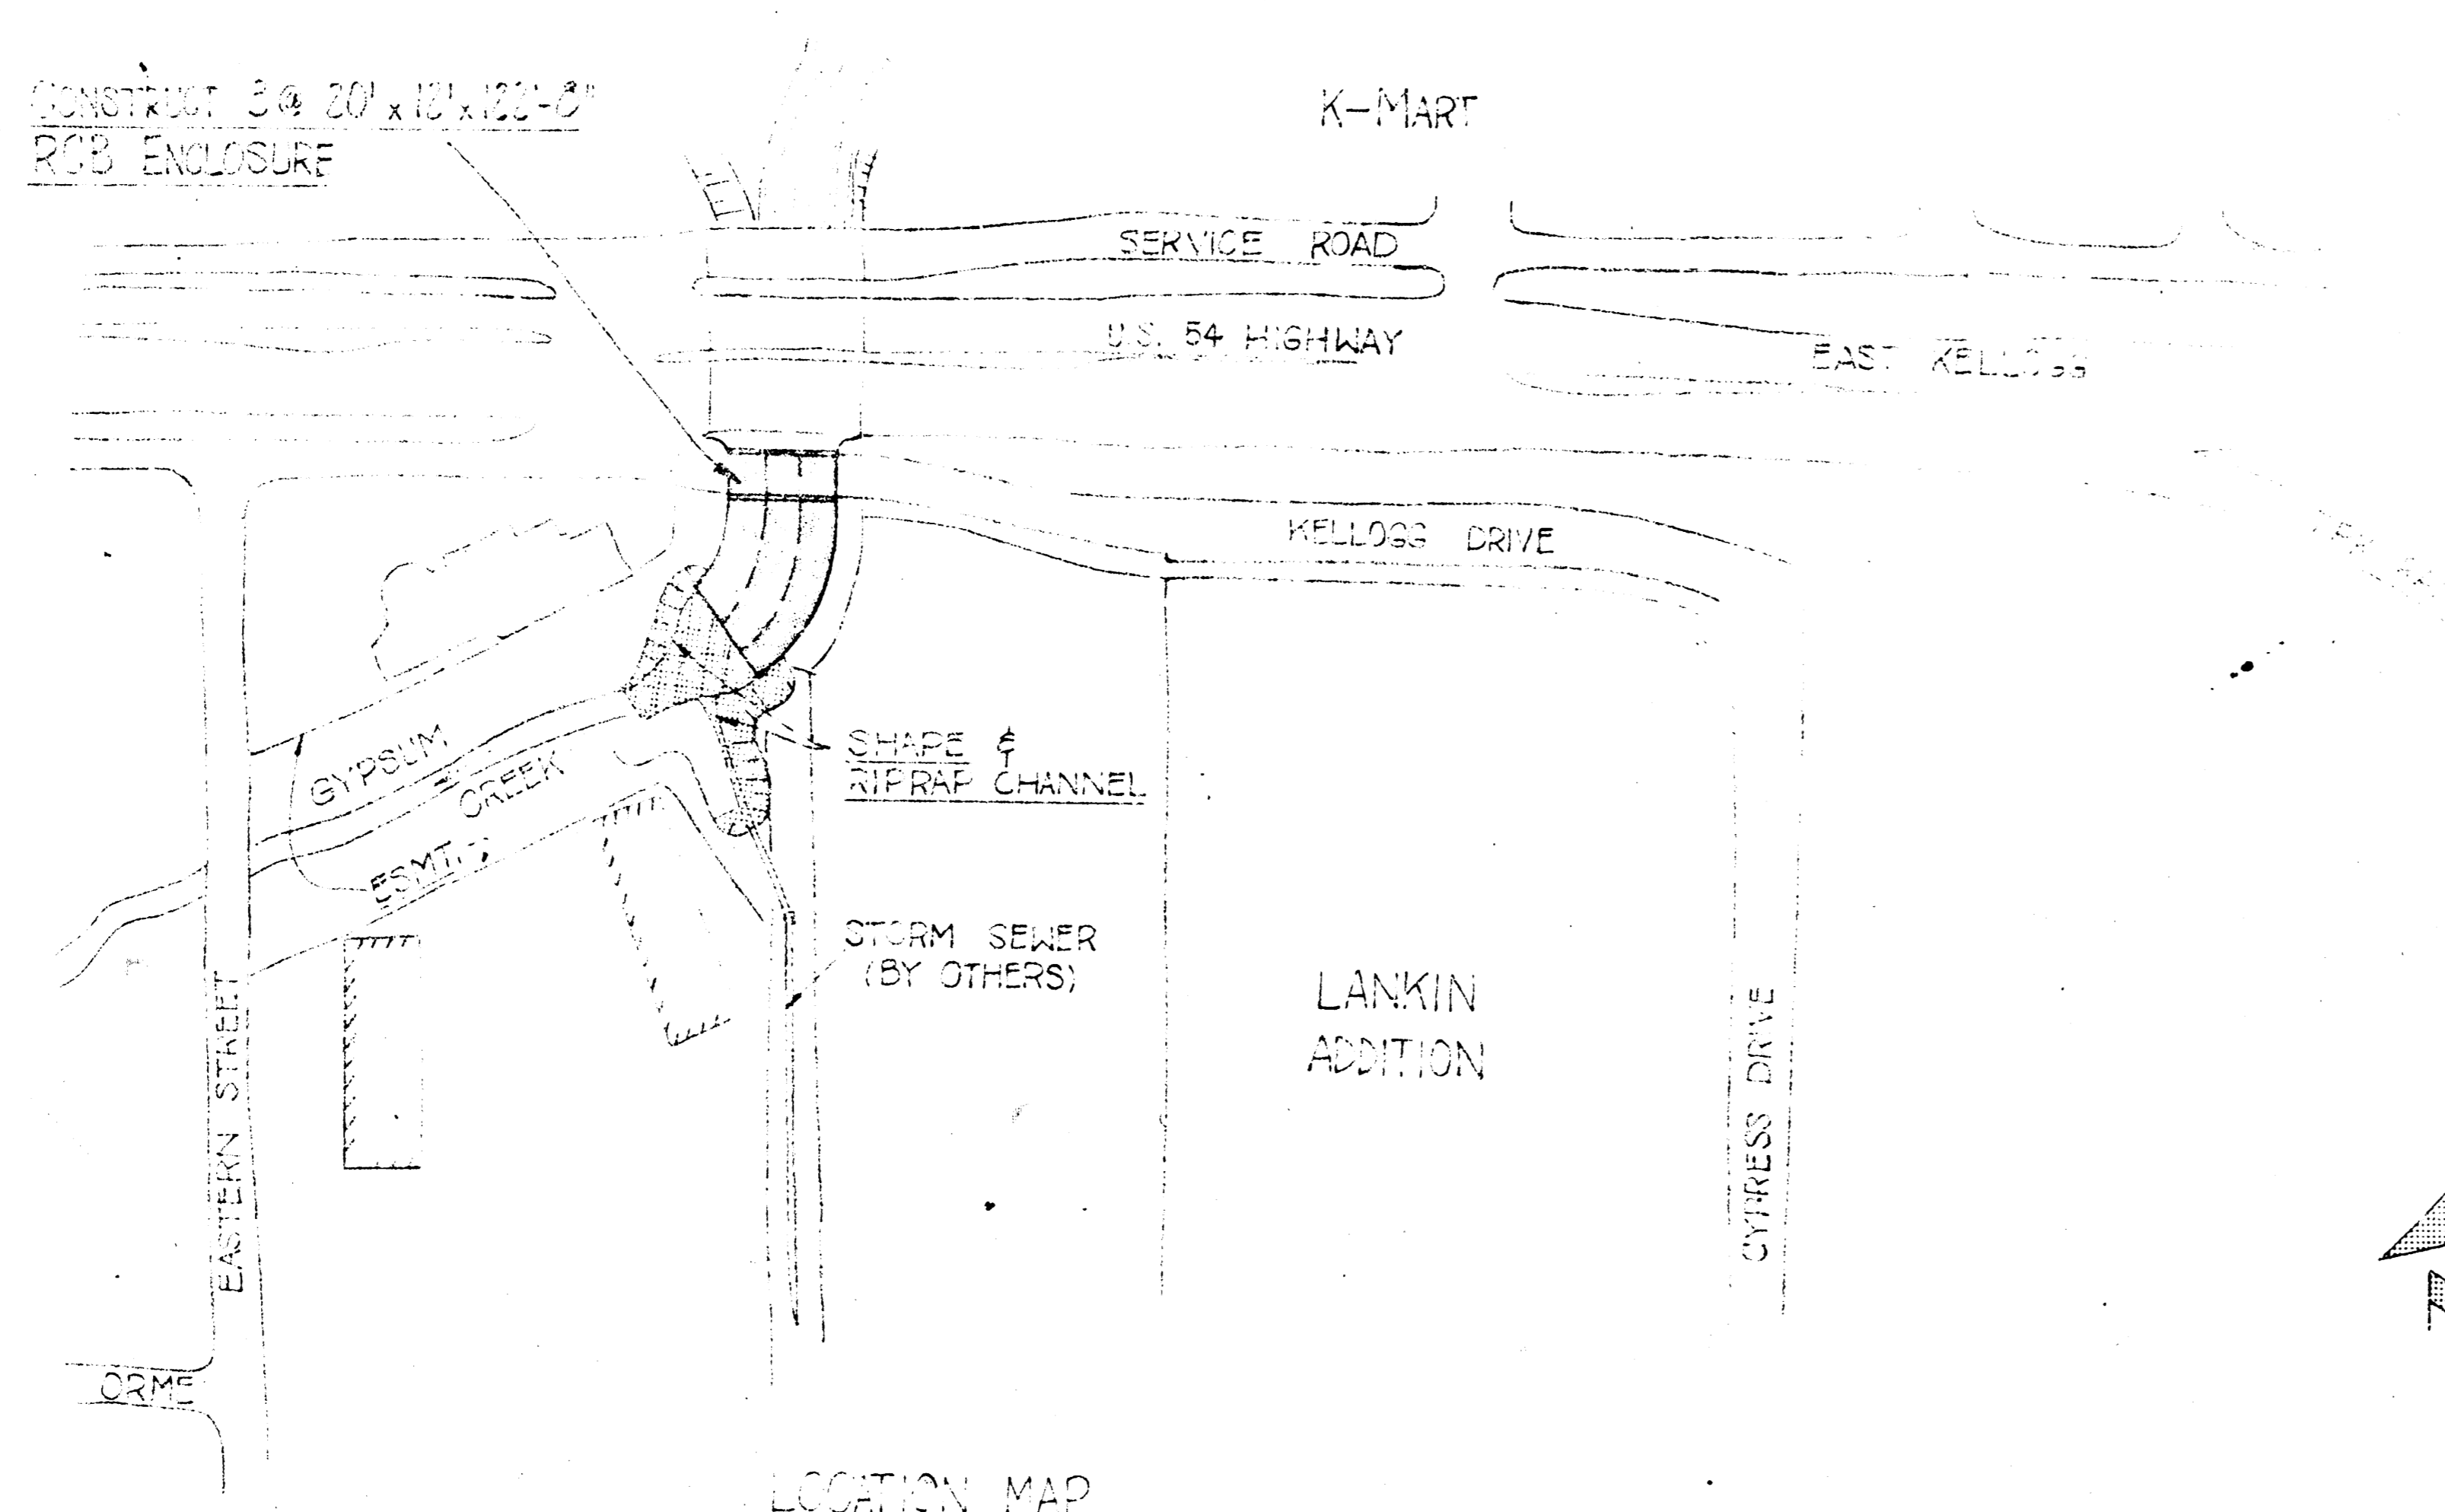 CONSTRUCT 3 @ 20' x 12' x 122'-8"
RCB ENCLOSURE
K-MART
SERVICE ROAD
U.S. 54 HIGHWAY
EAST KELLOGG
KELLOGG DRIVE
GYPSUM
CREEK
ESMT.
SHAPE &
RIPRAP CHANNEL
STORM SEWER
(BY OTHERS)
LANKIN
ADDITION
EASTERN STREET
CYPRESS DRIVE
ORME
LOCATION MAP